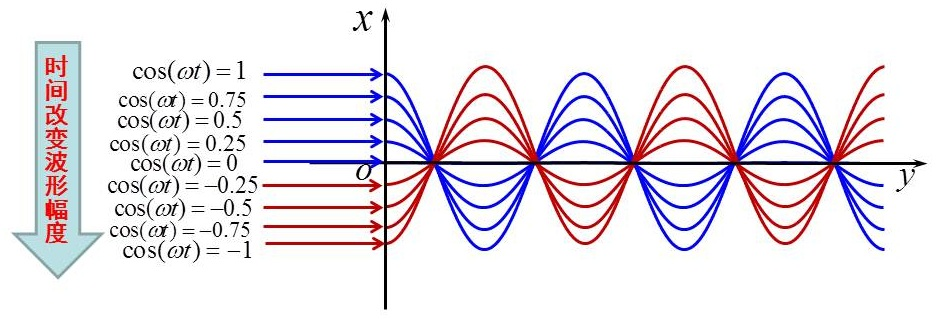 x
时间改变波形幅度
cos(ωt) = 1
cos(ωt) = 0.75
cos(ωt) = 0.5
cos(ωt) = 0.25
cos(ωt) = 0
cos(ωt) = −0.25
cos(ωt) = −0.5
cos(ωt) = −0.75
cos(ωt) = −1
o
y